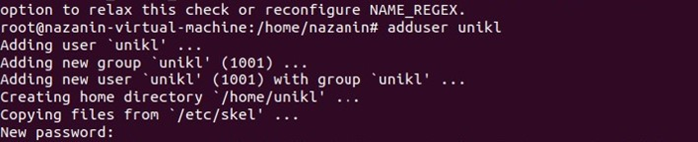 option to relax this check or reconfigure NAME_REGEX.
root@nazanin-virtual-machine:/home/nazanin# adduser unikl
Adding user `unikl' ...
Adding new group `unikl' (1001) ...
Adding new user `unikl' (1001) with group `unikl' ...
Creating home directory `/home/unikl' ...
Copying files from `/etc/skel' ...
New password: